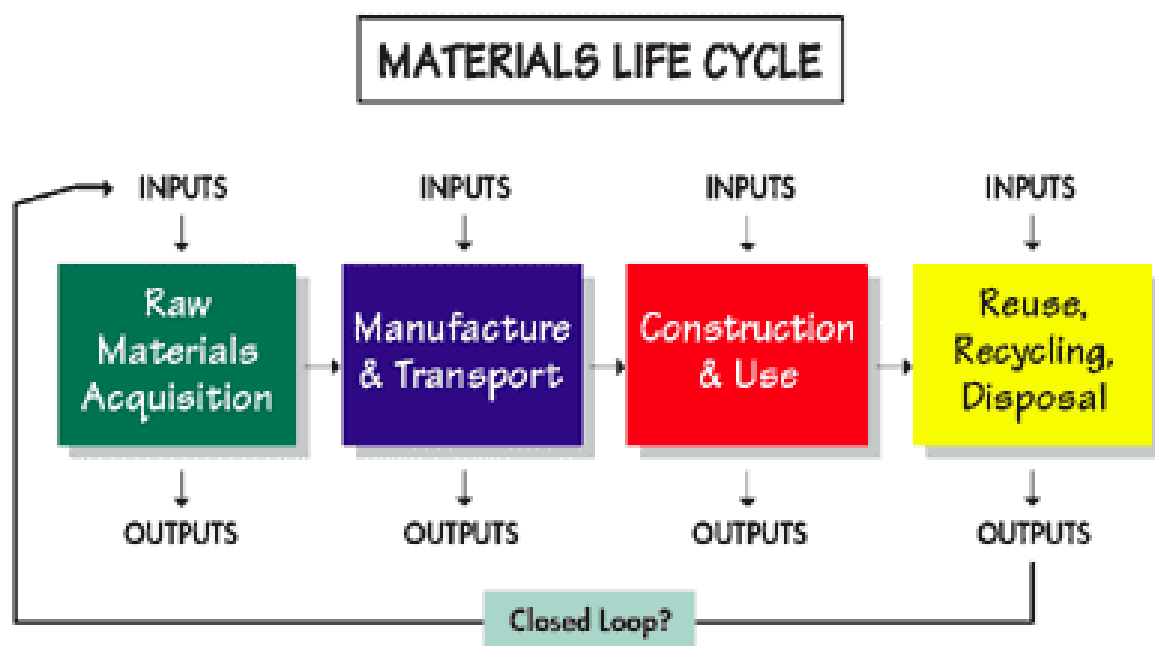 MATERIALS LIFE CYCLE
INPUTS INPUTS INPUTS INPUTS
Raw
Materials
Acquisition
Manufacture
& Transport
Construction
& Use
Reuse,
Recycling,
Disposal
OUTPUTS OUTPUTS OUTPUTS OUTPUTS
Closed Loop?